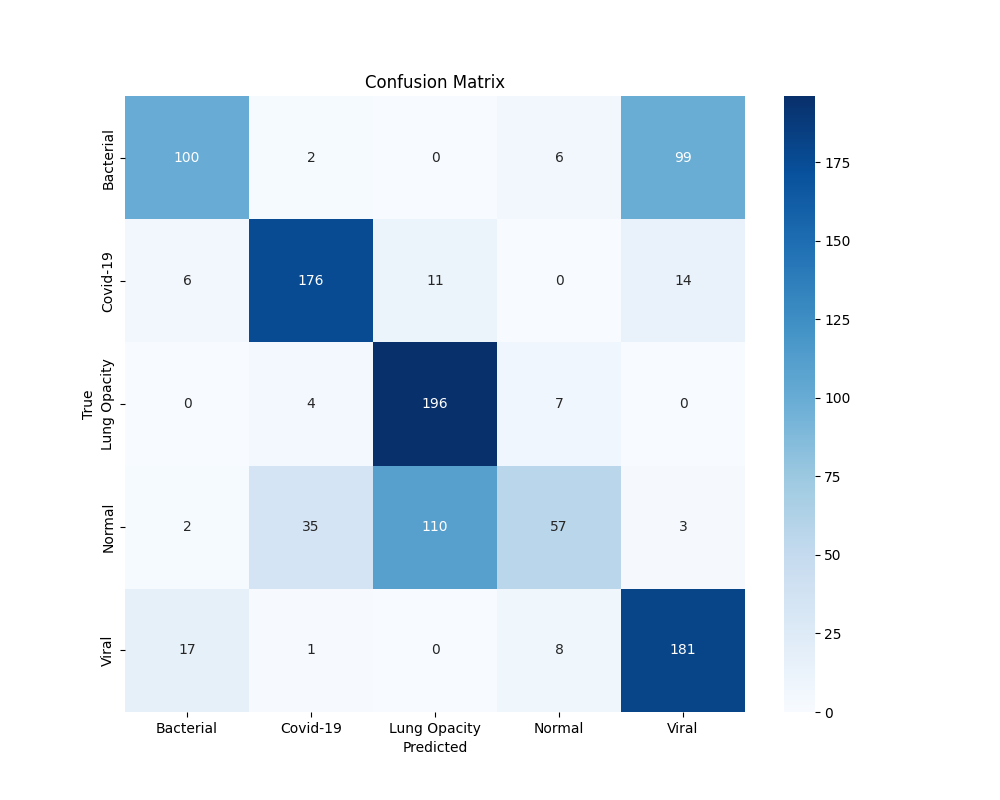 Confusion Matrix
True
Bacterial 100 2 0 6 99
Covid-19 6 176 11 0 14
Lung Opacity 0 4 196 7 0
Normal 2 35 110 57 3
Viral 17 1 0 8 181
Bacterial Covid-19 Lung Opacity Normal Viral
Predicted
175
150
125
100
75
50
25
0